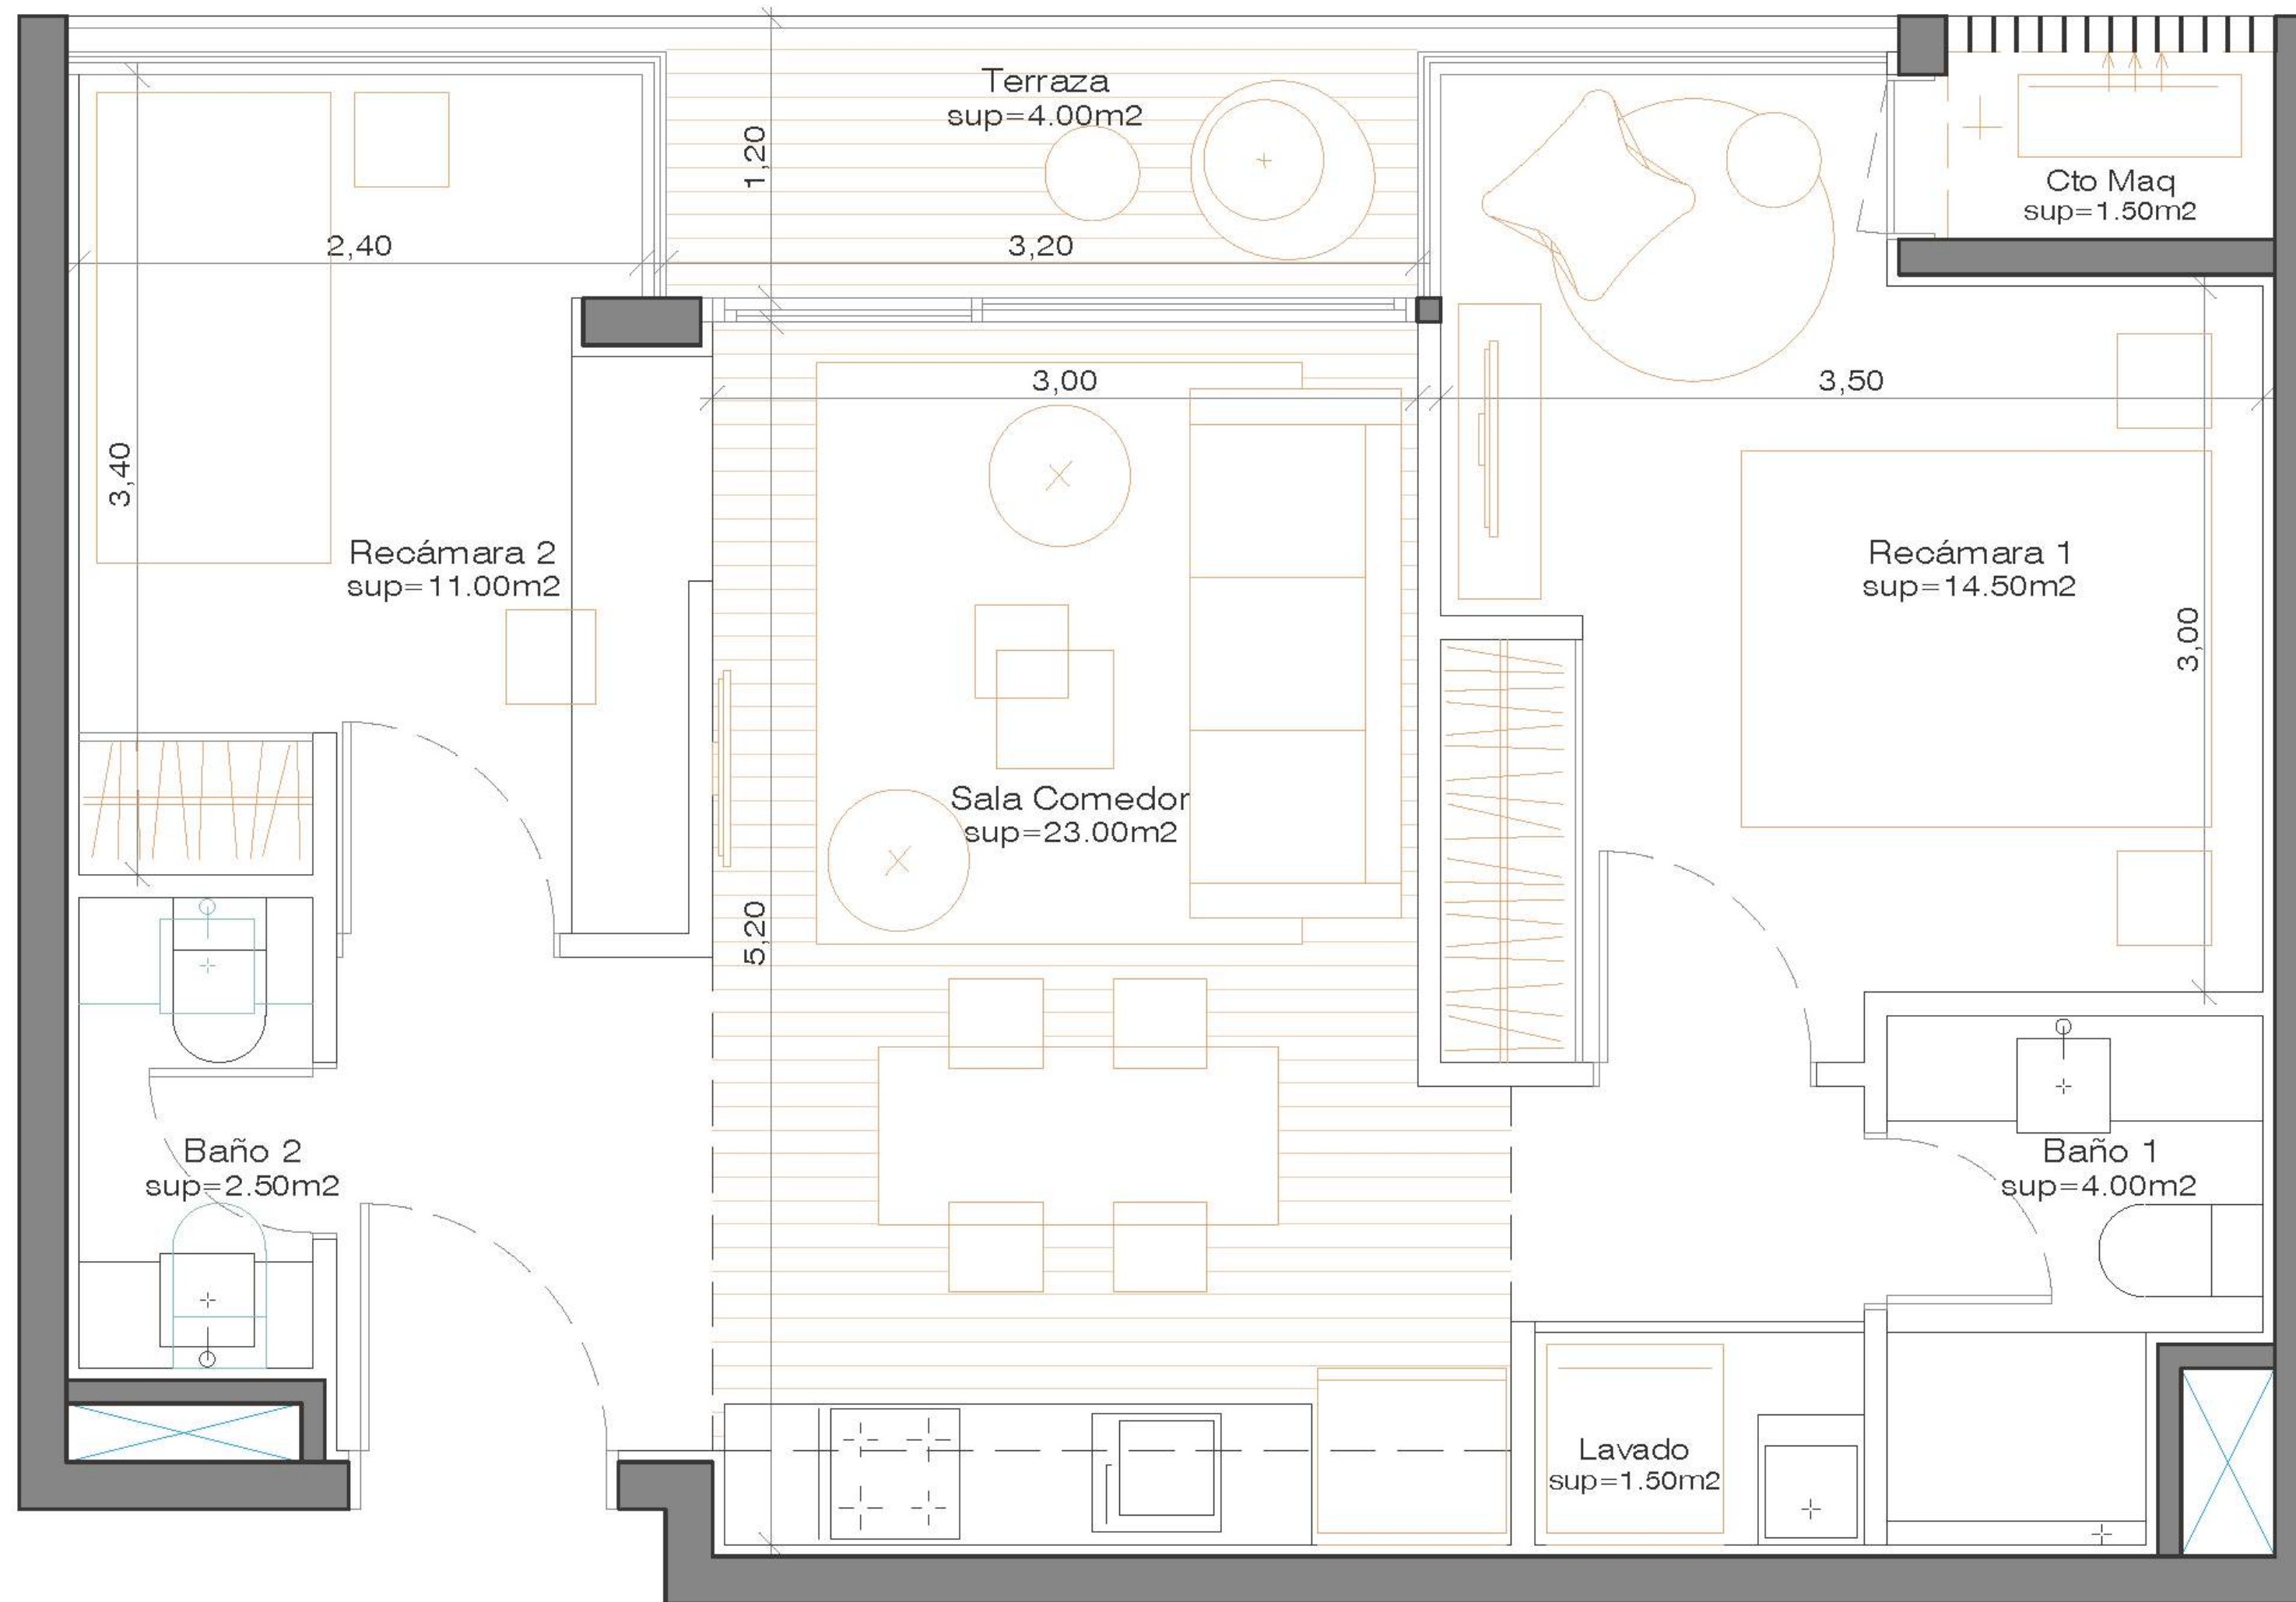 Terraza
sup=4.00m2
1,20
Cto Maq
sup=1.50m2
2,40
3,20
3,00
3,50
3,40
Recámara 2
sup=11.00m2
Recámara 1
sup=14.50m2
3,00
Sala Comedor
sup=23.00m2
5,20
Baño 2
sup=2.50m2
Baño 1
sup=4.00m2
Lavado
sup=1.50m2